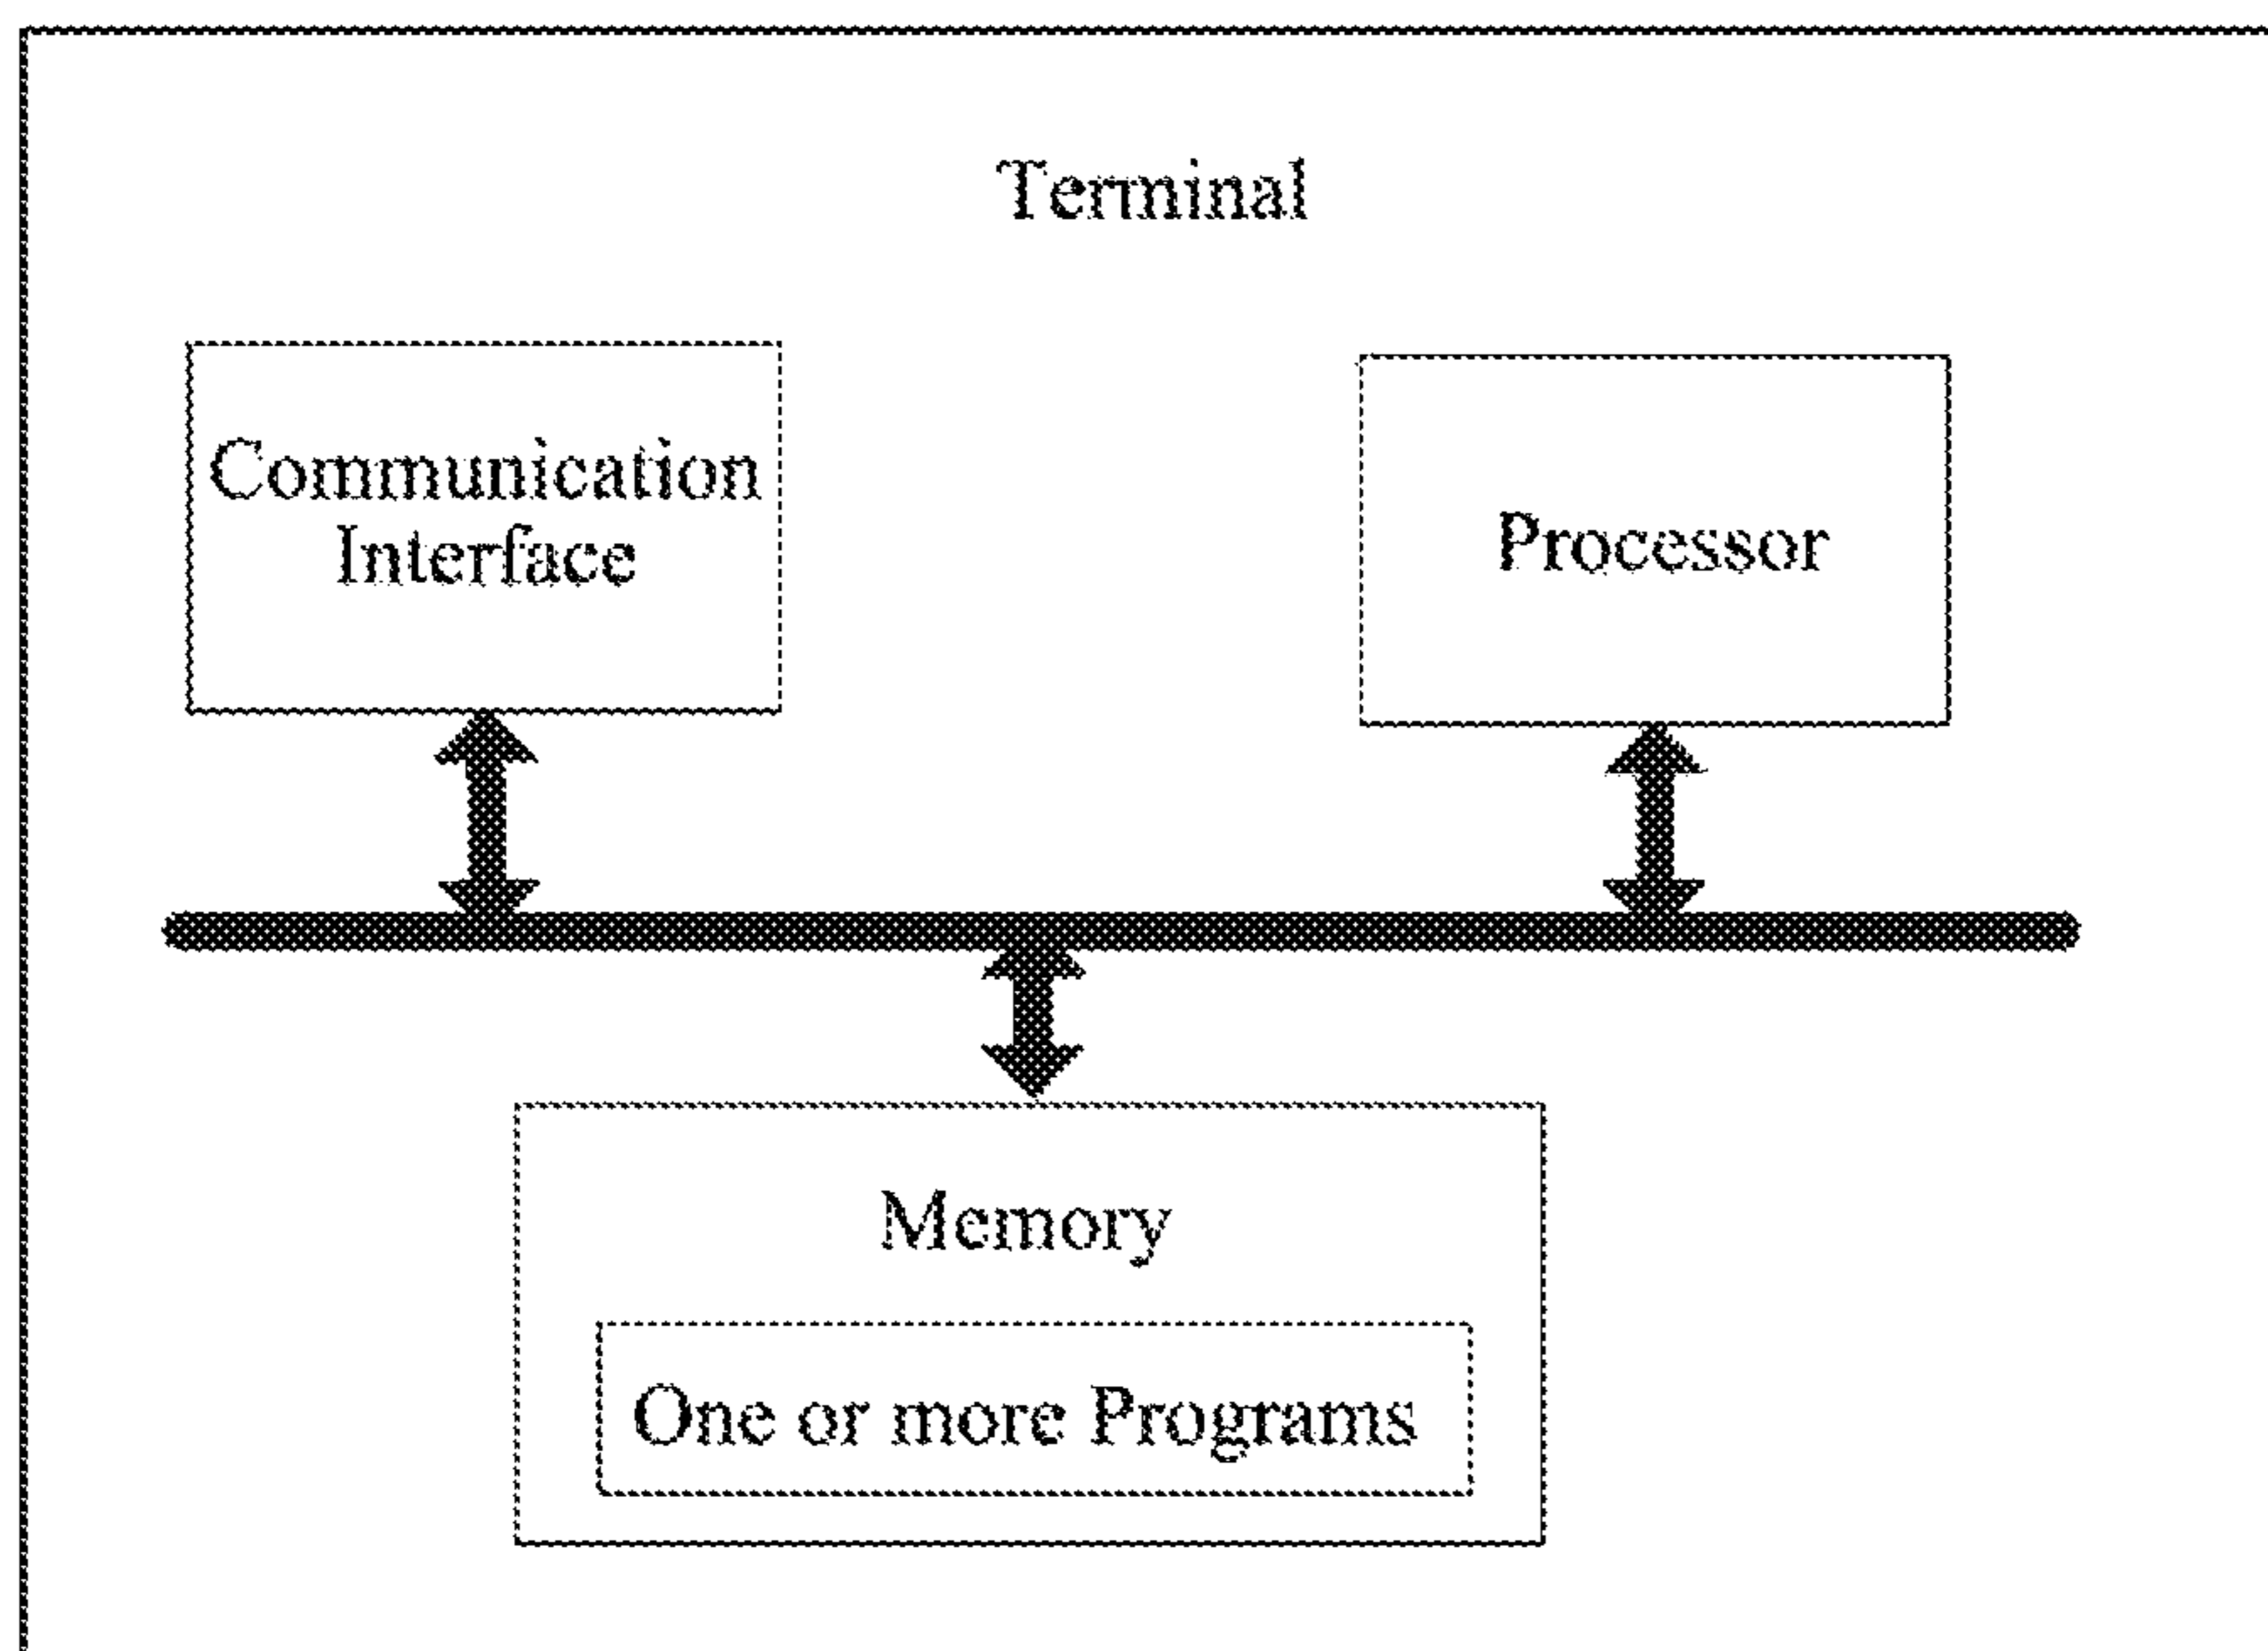 Terminal
Communication
Interface
Processor
Memory
One or more Programs